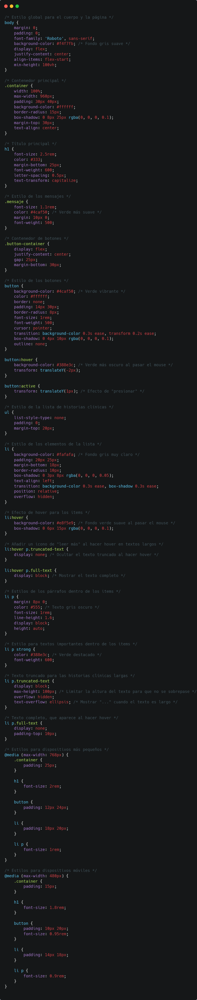 /* Estilo global para el cuerpo y la página */
body {
    margin: 0;
    padding: 0;
    font-family: 'Roboto', sans-serif;
    background-color: #f4f7fb; /* Fondo gris suave */
    display: flex;
    justify-content: center;
    align-items: flex-start;
    min-height: 100vh;
}

/* Contenedor principal */
.container {
    width: 100%;
    max-width: 960px;
    padding: 30px 40px;
    background-color: #ffffff;
    border-radius: 15px;
    box-shadow: 0 8px 25px rgba(0, 0, 0, 0.1);
    margin-top: 30px;
    text-align: center;
}

/* Título principal */
h1 {
    font-size: 2.5rem;
    color: #333;
    margin-bottom: 25px;
    font-weight: 600;
    letter-spacing: 0.5px;
    text-transform: capitalize;
}

/* Estilo de los mensajes */
.mensaje {
    font-size: 1.1rem;
    color: #4caf50; /* Verde más suave */
    margin: 10px 0;
    font-weight: 500;
}

/* Contenedor de botones */
.button-container {
    display: flex;
    justify-content: center;
    gap: 25px;
    margin-bottom: 30px;
}

/* Estilo de los botones */
button {
    background-color: #4caf50; /* Verde vibrante */
    color: #ffffff;
    border: none;
    padding: 14px 30px;
    border-radius: 8px;
    font-size: 1rem;
    font-weight: 500;
    cursor: pointer;
    transition: background-color 0.3s ease, transform 0.2s ease;
    box-shadow: 0 4px 10px rgba(0, 0, 0, 0.1);
    outline: none;
}

button:hover {
    background-color: #388e3c; /* Verde más oscuro al pasar el mouse */
    transform: translateY(-2px);
}

button:active {
    transform: translateY(1px); /* Efecto de "presionar" */
}

/* Estilo de la lista de historias clínicas */
ul {
    list-style-type: none;
    padding: 0;
    margin-top: 20px;
}

/* Estilo de los elementos de la lista */
li {
    background-color: #fafafa; /* Fondo gris muy claro */
    padding: 20px 25px;
    margin-bottom: 18px;
    border-radius: 10px;
    box-shadow: 0 3px 8px rgba(0, 0, 0, 0.05);
    text-align: left;
    transition: background-color 0.3s ease, box-shadow 0.3s ease;
    position: relative;
    overflow: hidden;
}

/* Efecto de hover para los items */
li:hover {
    background-color: #e8f5e9; /* Fondo verde suave al pasar el mouse */
    box-shadow: 0 6px 15px rgba(0, 0, 0, 0.1);
}

/* Añadir un icono de "leer más" al hacer hover en textos largos */
li:hover p.truncated-text {
    display: none; /* Ocultar el texto truncado al hacer hover */
}

li:hover p.full-text {
    display: block; /* Mostrar el texto completo */
}

/* Estilos de los párrafos dentro de los items */
li p {
    margin: 8px 0;
    color: #555; /* Texto gris oscuro */
    font-size: 1rem;
    line-height: 1.6;
    display: block;
    height: auto;
}

/* Estilo para textos importantes dentro de los items */
li p strong {
    color: #388e3c; /* Verde destacado */
    font-weight: 600;
}

/* Texto truncado para las historias clínicas largas */
li p.truncated-text {
    display: block;
    max-height: 100px; /* Limitar la altura del texto para que no se sobrepase */
    overflow: hidden;
    text-overflow: ellipsis; /* Mostrar "..." cuando el texto es largo */
}

/* Texto completo, que aparece al hacer hover */
li p.full-text {
    display: none;
    padding-top: 10px;
}

/* Estilos para dispositivos más pequeños */
@media (max-width: 768px) {
    .container {
        padding: 25px;
    }

    h1 {
        font-size: 2rem;
    }

    button {
        padding: 12px 24px;
    }

    li {
        padding: 18px 20px;
    }

    li p {
        font-size: 1rem;
    }
}

/* Estilos para dispositivos móviles */
@media (max-width: 480px) {
    .container {
        padding: 15px;
    }

    h1 {
        font-size: 1.8rem;
    }

    button {
        padding: 10px 20px;
        font-size: 0.95rem;
    }

    li {
        padding: 14px 18px;
    }

    li p {
        font-size: 0.9rem;
    }
}